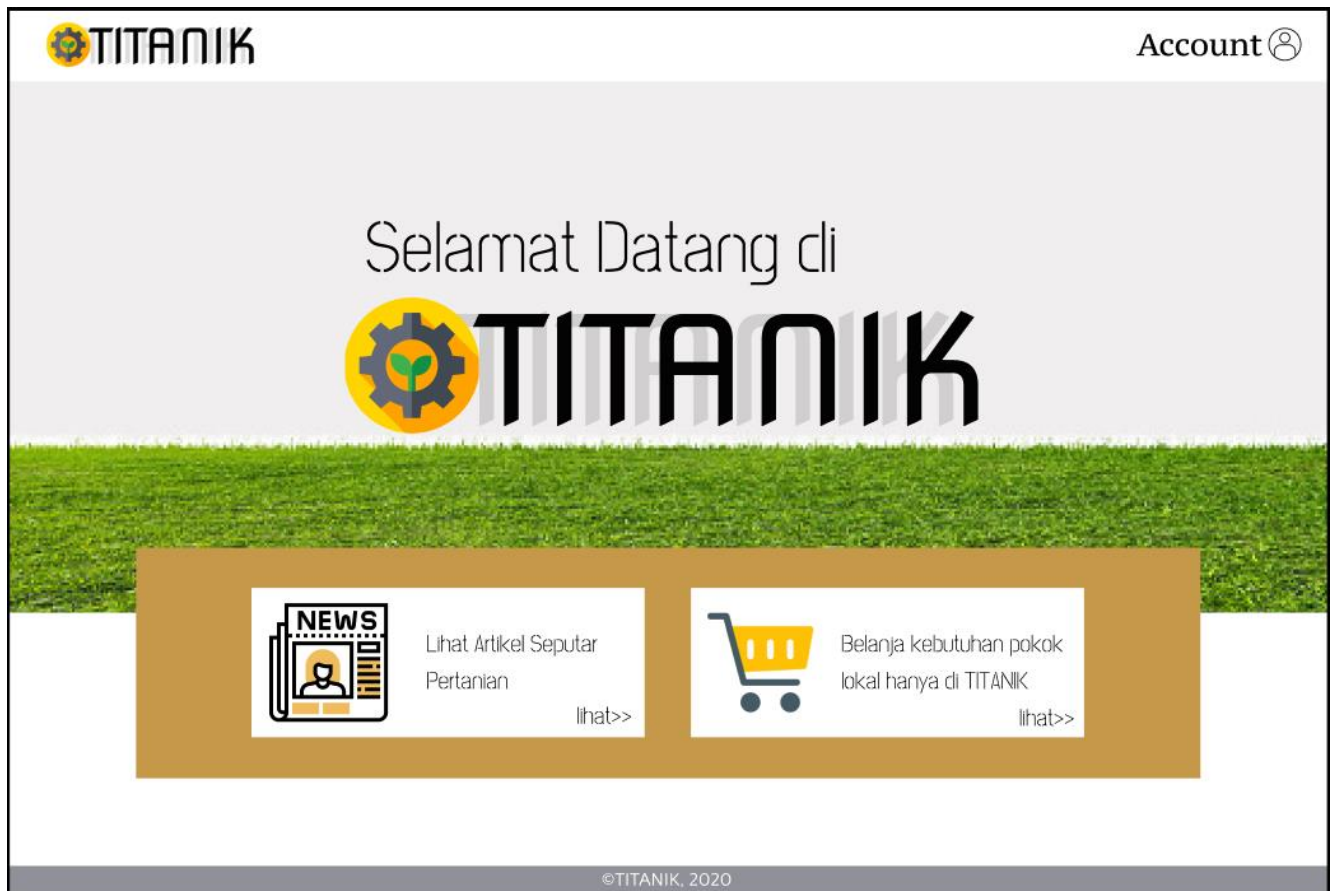 TITANIK
Account
Selamat Datang di
TITANIK
NEWS
Lihat Artikel Seputar
Pertanian
lihat>>
Belanja kebutuhan pokok
lokal hanya di TITANIK
lihat>>
©TITANIK, 2020